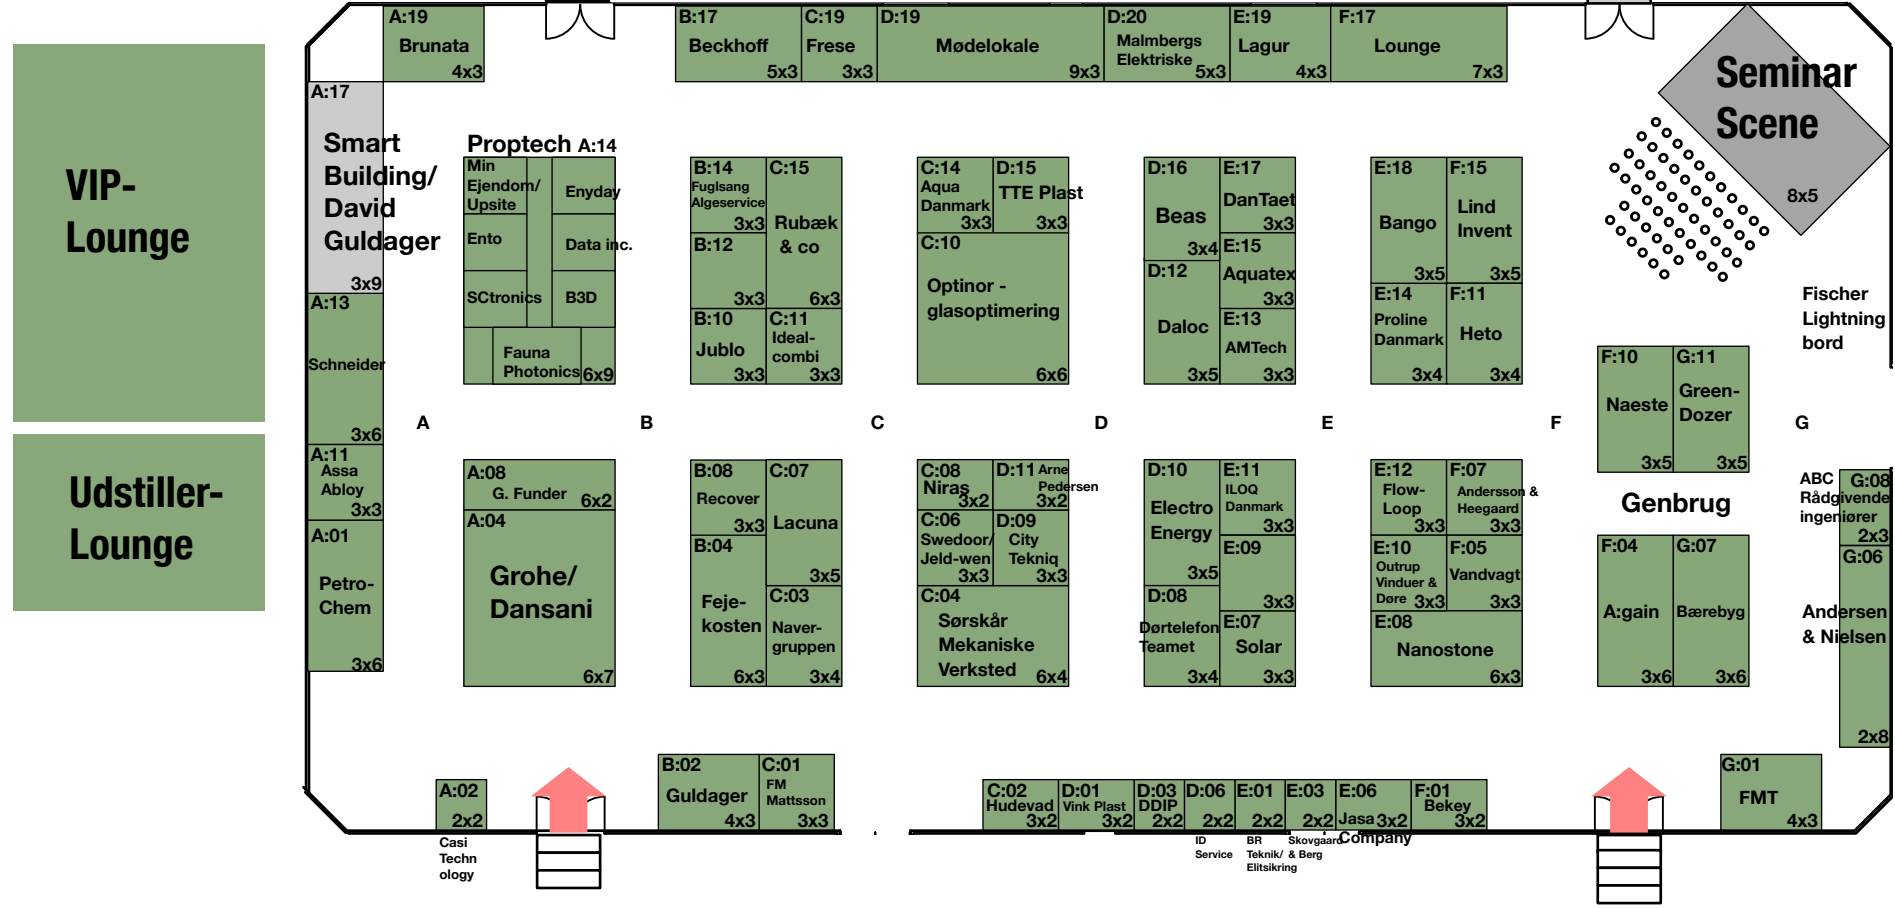 VIP-
Lounge
Udstiller-
Lounge
A:19
Brunata
4x3
B:17
Beckhoff
5x3
C:19
Frese
3x3
D:19
Mødelokale
9x3
D:20
Malmbergs
Elektriske
5x3
E:19
Lagur
4x3
F:17
Lounge
7x3
Seminar
Scene
8x5
A:17
Smart
Building/
David
Guldager
3x9
A:13
Schneider
3x6
A:11
Assa
Abloy
3x3
A:01
Petro-
Chem
3x6
Proptech A:14
Min
Ejendom/
Upsite
Enyday
Ento
Data inc.
SCtronics
B3D
Fauna
Photonics
6x9
B:14
Fuglsang
Algeservice
3x3
C:15
Rubæk
& co
6x3
B:12
3x3
B:10
Jublo
3x3
C:11
Ideal-
combi
3x3
C:14
Aqua
Danmark
3x3
D:15
TTE Plast
3x3
C:10
Optinor -
glasoptimering
6x6
D:16
Beas
3x4
E:17
DanTaet
3x3
E:15
Aquatex
3x3
D:12
Daloc
3x5
E:13
AMTech
3x3
E:18
Bango
3x5
F:15
Lind
Invent
3x5
E:14
Proline
Danmark
3x4
F:11
Heto
3x4
Fischer
Lightning
bord
F:10
Naeste
3x5
G:11
Green-
Dozer
3x5
A
B
C
D
E
F
G
A:08
G. Funder
6x2
A:04
Grohe/
Dansani
6x7
B:08
Recover
3x3
C:07
Lacuna
3x5
B:04
Feje-
kosten
6x3
C:03
Naver-
gruppen
3x4
C:08
Niras
3x2
D:11
Arne
Pedersen
3x2
C:06
Swedoor/
Jeld-wen
3x3
D:09
City
Tekniq
3x3
C:04
Sørskår
Mekaniske
Verksted
6x4
D:10
Electro
Energy
3x5
E:11
ILOQ
Danmark
3x3
E:09
3x3
D:08
Dørtelefon
Teamet
3x4
E:07
Solar
3x3
E:12
Flow-
Loop
3x3
F:07
Andersson &
Heegaard
3x3
E:10
Outrup
Vinduer &
Døre
3x3
F:05
Vandvagt
3x3
E:08
Nanostone
6x3
Genbrug
F:04
A:gain
3x6
G:07
Bærebyg
3x6
ABC
Rådgivende
ingeniører
G:08
2x3
G:06
Andersen
& Nielsen
2x8
A:02
2x2
Casi
Techn
ology
B:02
Guldager
4x3
C:01
FM
Mattsson
3x3
C:02
Hudevad
3x2
D:01
Vink Plast
3x2
D:03
DDIP
2x2
D:06
2x2
ID
Service
E:01
2x2
BR
Teknik/
Elitsikring
E:03
2x2
Skovgaard
& Berg
E:06
Jasa
Company
3x2
F:01
Bekey
3x2
G:01
FMT
4x3